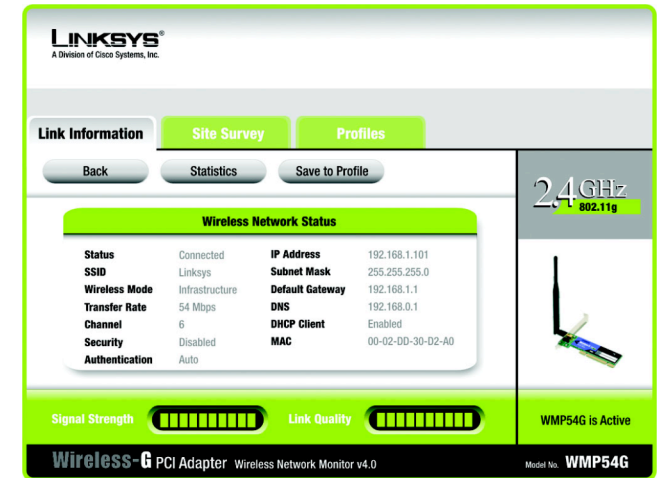 LINKSYS®
A Division of Cisco Systems, Inc.
Link Information Site Survey Profiles
Back Statistics Save to Profile
2.4 GHz
802.11g
Wireless Network Status
Status Connected IP Address 192.168.1.101
SSID Linksys Subnet Mask 255.255.255.0
Wireless Mode Infrastructure Default Gateway 192.168.1.1
Transfer Rate 54 Mbps DNS 192.168.0.1
Channel 6 DHCP Client Enabled
Security Disabled MAC 00-02-DD-30-D2-A0
Authentication Auto
Signal Strength Link Quality WMP54G is Active
Wireless-G PCI Adapter Wireless Network Monitor v4.0 Model No. WMP54G